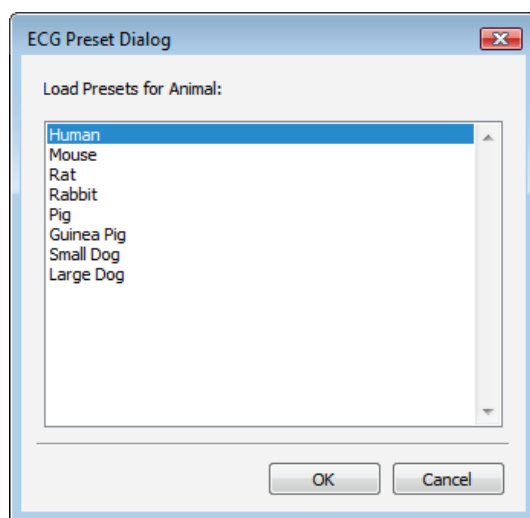 ECG Preset Dialog
Load Presets for Animal:
Human
Mouse
Rat
Rabbit
Pig
Guinea Pig
Small Dog
Large Dog
OK
Cancel